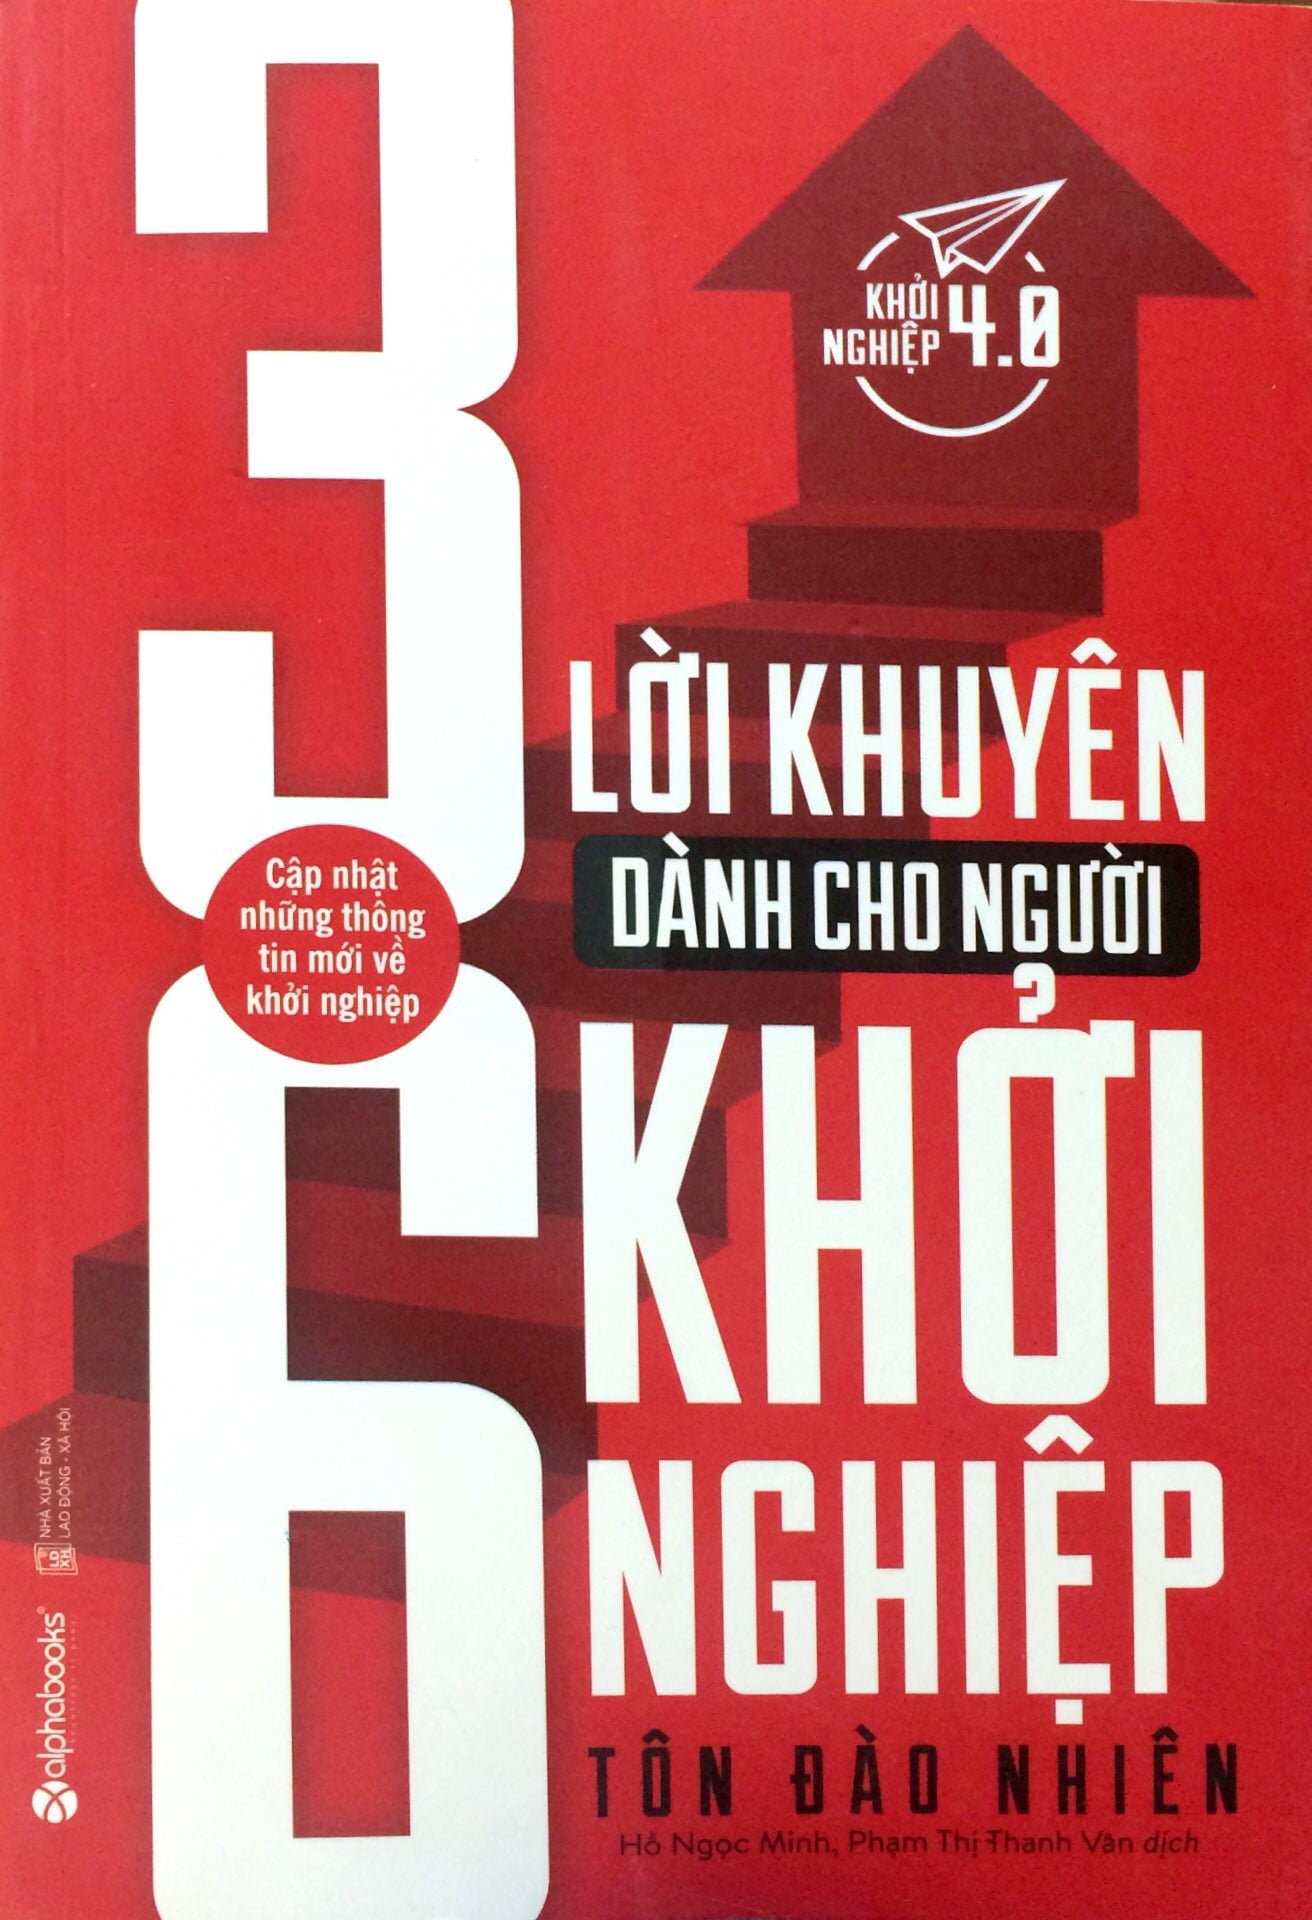 36
KHỞI
NGHIỆP 4.0
LỜI KHUYÊN
DÀNH CHO NGƯỜI
Cập nhật
những thông
tin mới về
khởi nghiệp
KHỞI
NGHIỆP
TÔN ĐÀO NHIÊN
Hồ Ngọc Minh, Phạm Thị Thanh Vân dịch
NHÀ XUẤT BẢN
LAO ĐỘNG - XÃ HỘI
LĐ
XH
alphabooks®